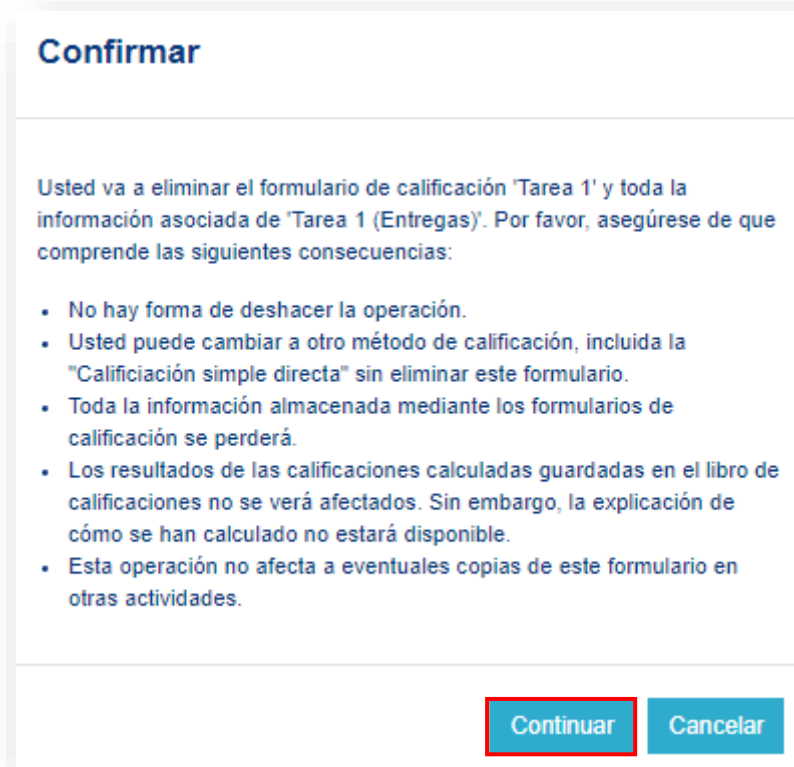 Confirmar
Usted va a eliminar el formulario de calificación 'Tarea 1' y toda la
información asociada de 'Tarea 1 (Entregas)'. Por favor, asegúrese de que
comprende las siguientes consecuencias:
• No hay forma de deshacer la operación.
• Usted puede cambiar a otro método de calificación, incluida la
"Calificiación simple directa" sin eliminar este formulario.
• Toda la información almacenada mediante los formularios de
calificación se perderá.
• Los resultados de las calificaciones calculadas guardadas en el libro de
calificaciones no se verá afectados. Sin embargo, la explicación de
cómo se han calculado no estará disponible.
• Esta operación no afecta a eventuales copias de este formulario en
otras actividades.
Continuar Cancelar